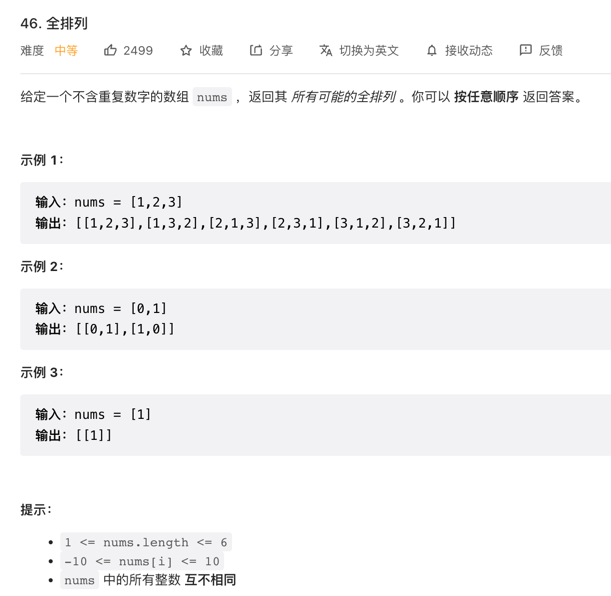 46. 全排列
难度 中等 2499 收藏 分享 切换为英文 接收动态 反馈
给定一个不含重复数字的数组 nums ，返回其 所有可能的全排列 。你可以 按任意顺序 返回答案。
示例 1：
输入：nums = [1,2,3]
输出：[[1,2,3],[1,3,2],[2,1,3],[2,3,1],[3,1,2],[3,2,1]]
示例 2：
输入：nums = [0,1]
输出：[[0,1],[1,0]]
示例 3：
输入：nums = [1]
输出：[[1]]
提示：
1 <= nums.length <= 6
-10 <= nums[i] <= 10
nums 中的所有整数 互不相同